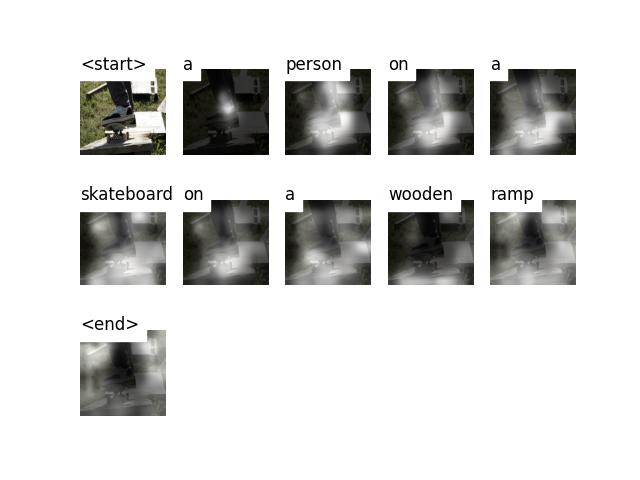 <start> a person on a
skateboard on a wooden ramp
<end>